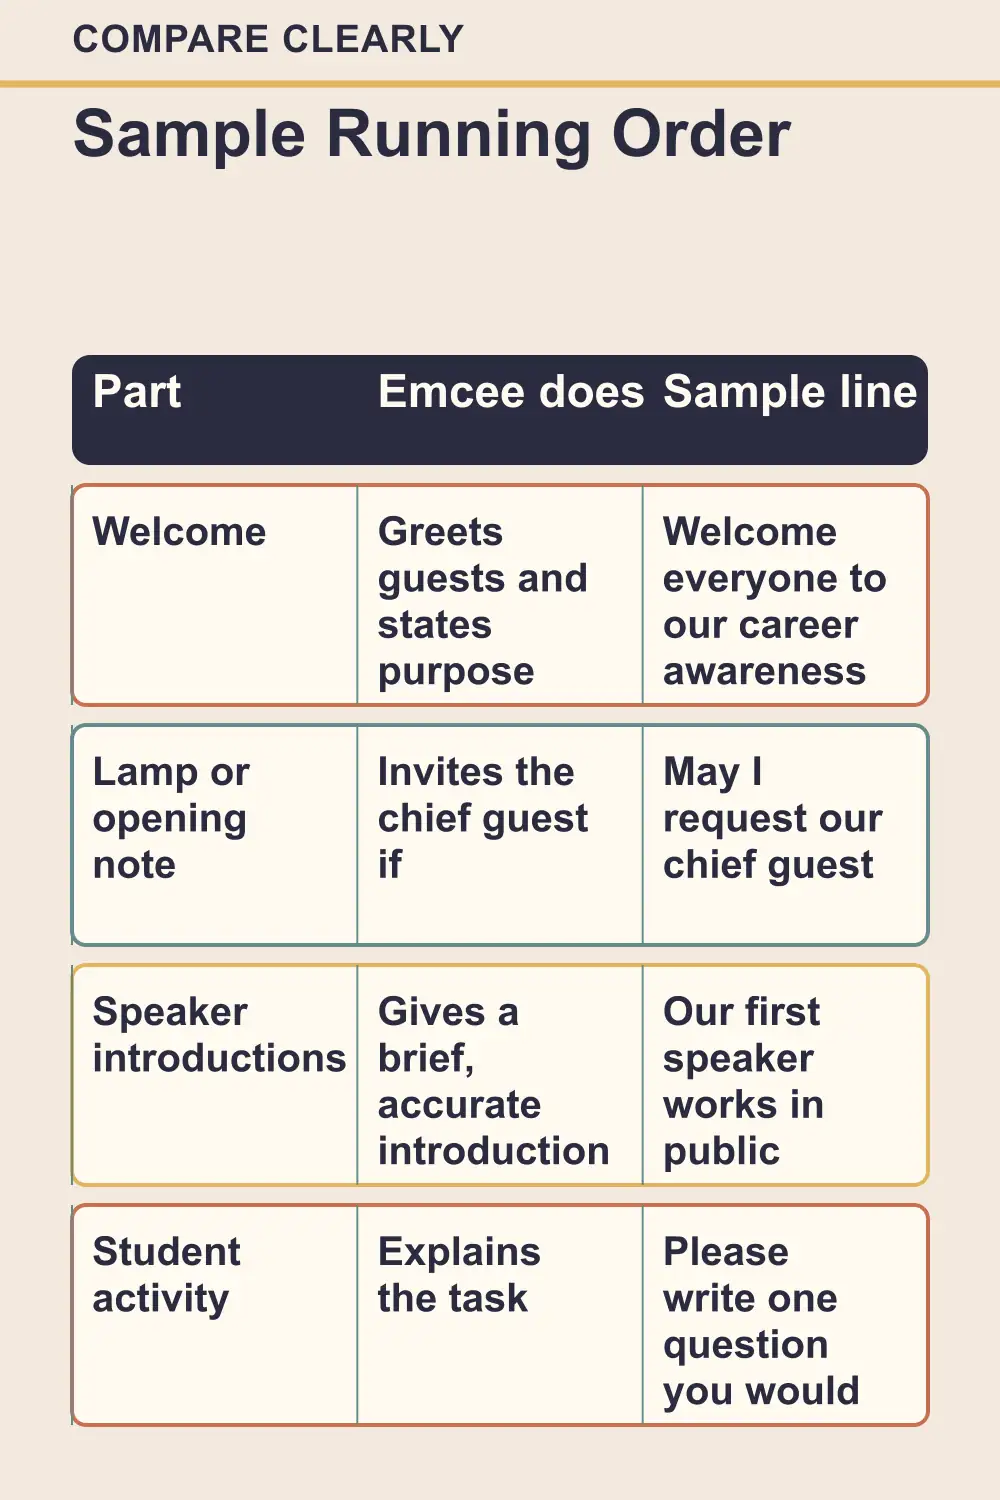 COMPARE CLEARLY
Sample Running Order
Part
Emcee does
Sample line
Welcome
Greets
guests and
states
purpose
Welcome
everyone to
our career
awareness
Lamp or
opening
note
Invites the
chief guest
if
May I
request our
chief guest
Speaker
introductions
Gives a
brief,
accurate
introduction
Our first
speaker
works in
public
Student
activity
Explains
the task
Please
write one
question
you would